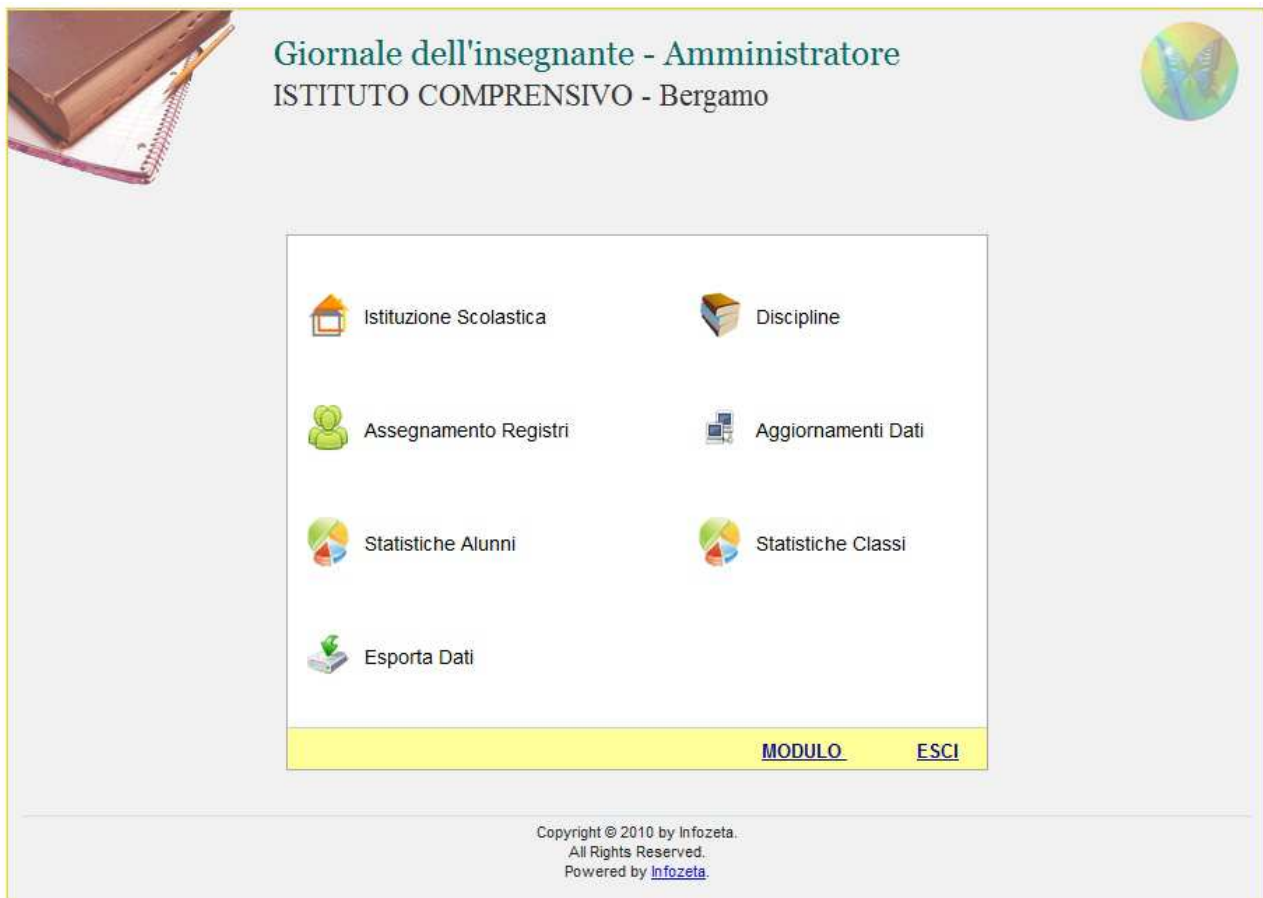 Giornale dell'insegnante - Amministratore
ISTITUTO COMPRENSIVO - Bergamo
Istituzione Scolastica
Discipline
Assegnamento Registri
Aggiornamenti Dati
Statistiche Alunni
Statistiche Classi
Esporta Dati
MODULO
ESCI
Copyright © 2010 by Infozeta.
All Rights Reserved.
Powered by Infozeta.